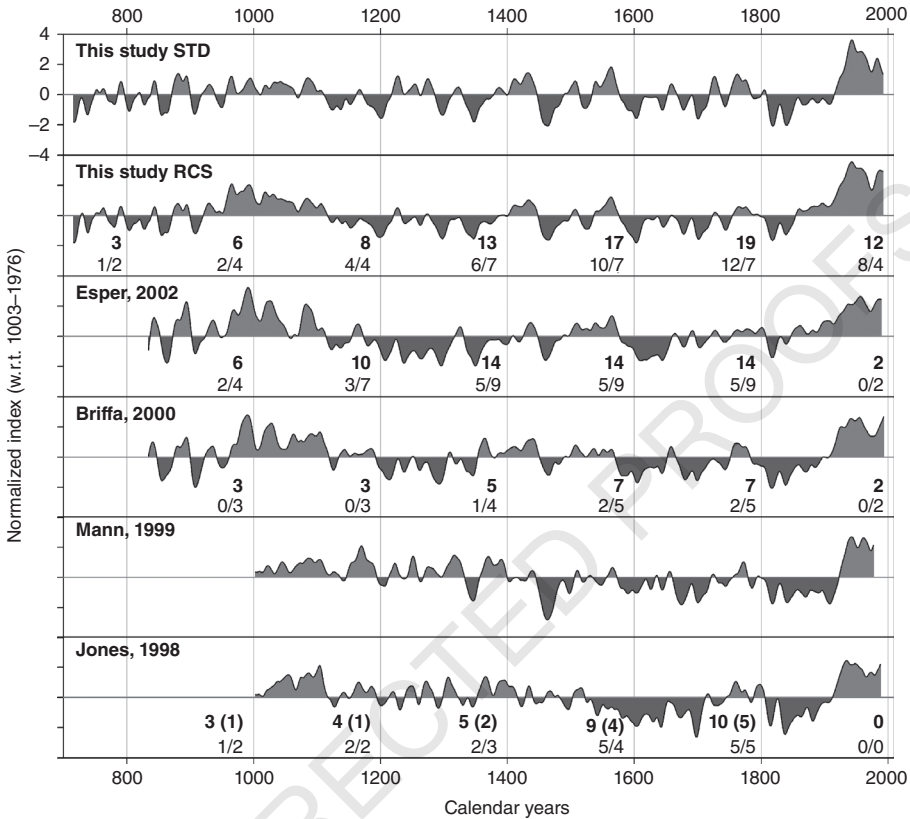 800 1000 1200 1400 1600 1800 2000
4
2
0
−2
−4
This study STD
This study RCS
3 6 8 13 17 19 12
1/2 2/4 4/4 6/7 10/7 12/7 8/4
Esper, 2002
6 10 14 14 14 2
2/4 3/7 5/9 5/9 5/9 0/2
Briffa, 2000
3 3 5 7 7 2
0/3 0/3 1/4 2/5 2/5 0/2
Mann, 1999
Jones, 1998
3 (1) 4 (1) 5 (2) 9 (4) 10 (5) 0
1/2 2/2 2/3 5/4 5/5 0/0
800 1000 1200 1400 1600 1800 2000
Calendar years
Normalized index (w.r.t. 1003–1976)
RECTED PROOFS